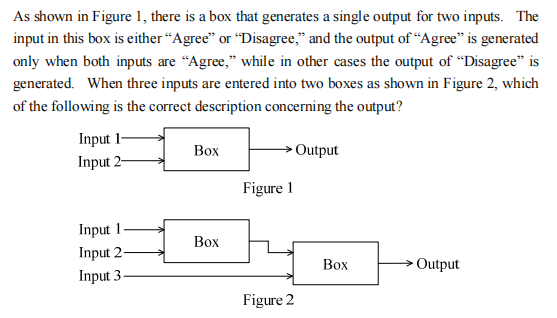 As shown in Figure 1, there is a box that generates a single output for two inputs. The
input in this box is either “Agree” or “Disagree,” and the output of “Agree” is generated
only when both inputs are “Agree,” while in other cases the output of “Disagree” is
generated. When three inputs are entered into two boxes as shown in Figure 2, which
of the following is the correct description concerning the output?
Input 1
Input 2
Box
Output
Figure 1
Input 1
Input 2
Input 3
Box
Box
Output
Figure 2